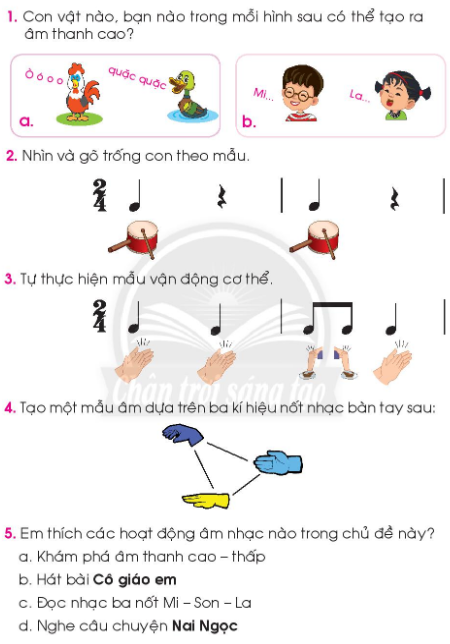 1. Con vật nào, bạn nào trong mỗi hình sau có thể tạo ra
âm thanh cao?
Ò ó o o
quác quác
Mi...
La...
a.
b.
2. Nhìn và gõ trống con theo mẫu.
2
4
3. Tự thực hiện mẫu vận động cơ thể.
2
4
Chân trời sáng tạo
4. Tạo một mẫu âm dựa trên ba kí hiệu nốt nhạc bàn tay sau:
5. Em thích các hoạt động âm nhạc nào trong chủ đề này?
a. Khám phá âm thanh cao – thấp
b. Hát bài Cô giáo em
c. Đọc nhạc ba nốt Mi – Son – La
d. Nghe câu chuyện Nai Ngọc